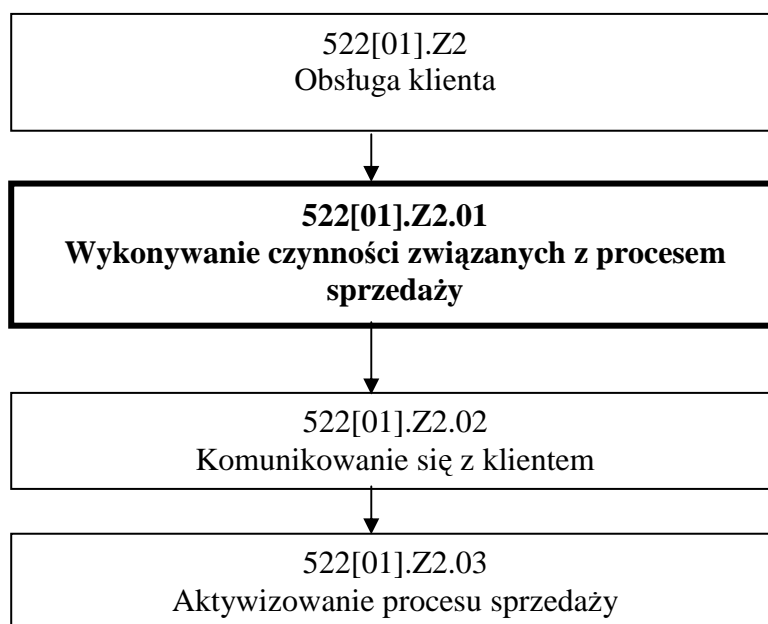 522[01].Z2
Obsługa klienta
522[01].Z2.01
Wykonywanie czynności związanych z procesem
sprzedaży
522[01].Z2.02
Komunikowanie się z klientem
522[01].Z2.03
Aktywizowanie procesu sprzedaży